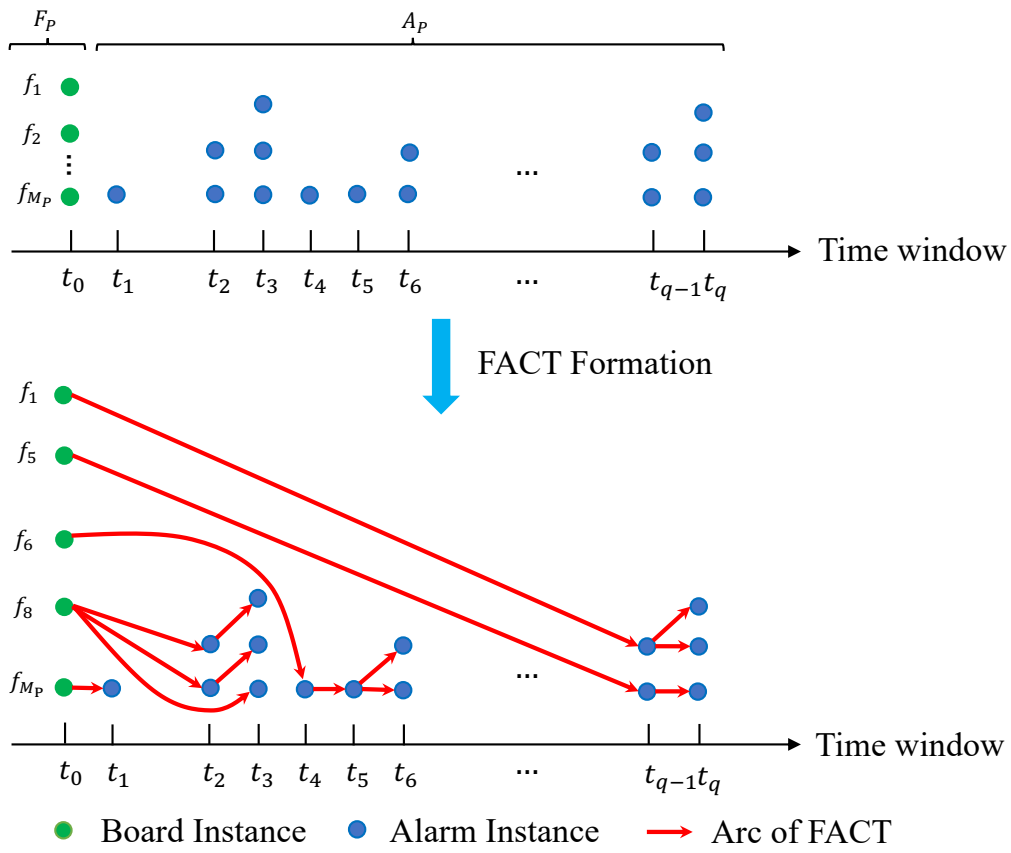 F_P A_P
f_1
f_2
⋮
f_{M_P}
...
t_0 t_1 t_2 t_3 t_4 t_5 t_6 ... t_{q−1} t_q
Time window
FACT Formation
f_1
f_5
f_6
f_8
f_{M_P}
...
t_0 t_1 t_2 t_3 t_4 t_5 t_6 ... t_{q−1} t_q
Time window
Board Instance Alarm Instance Arc of FACT